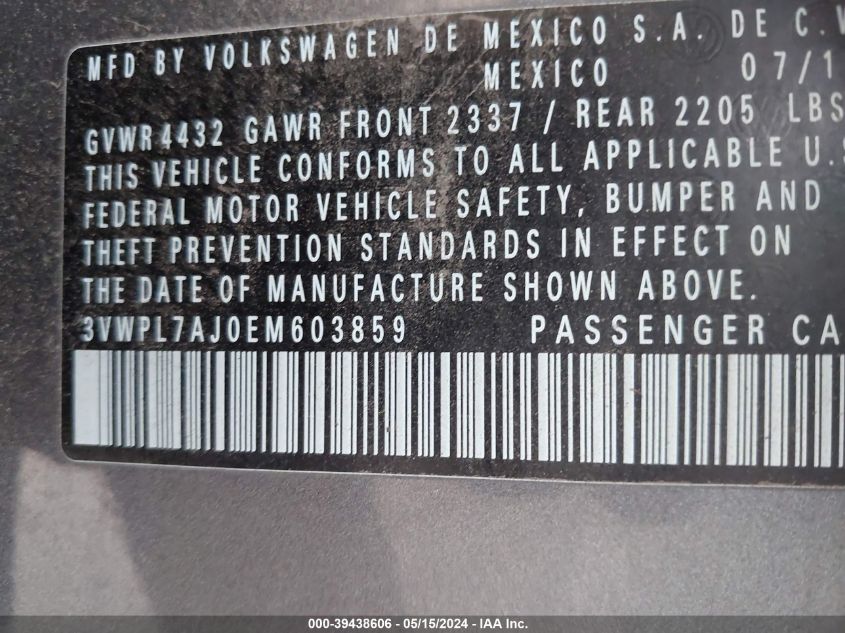 MFD BY VOLKSWAGEN DE MEXICO S.A. DE C.V
MEXICO 07/1
GVWR 4432 GAWR FRONT 2337 / REAR 2205 LBS
THIS VEHICLE CONFORMS TO ALL APPLICABLE U.S
FEDERAL MOTOR VEHICLE SAFETY, BUMPER AND
THEFT PREVENTION STANDARDS IN EFFECT ON
THE DATE OF MANUFACTURE SHOWN ABOVE.
3VWPL7AJ0EM603859 PASSENGER CA
000-39438606 - 05/15/2024 - IAA Inc.